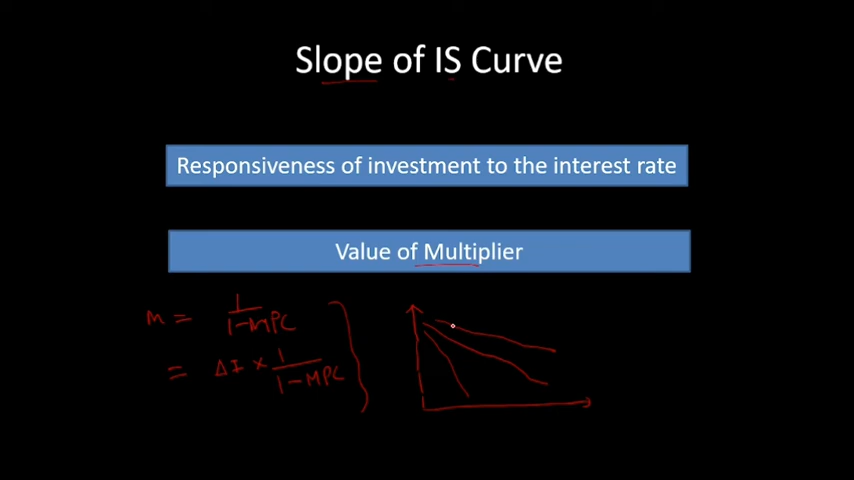 Slope of IS Curve
Responsiveness of investment to the interest rate
Value of Multiplier
m = 1/1-MPC
= ΔI × 1/1-MPC